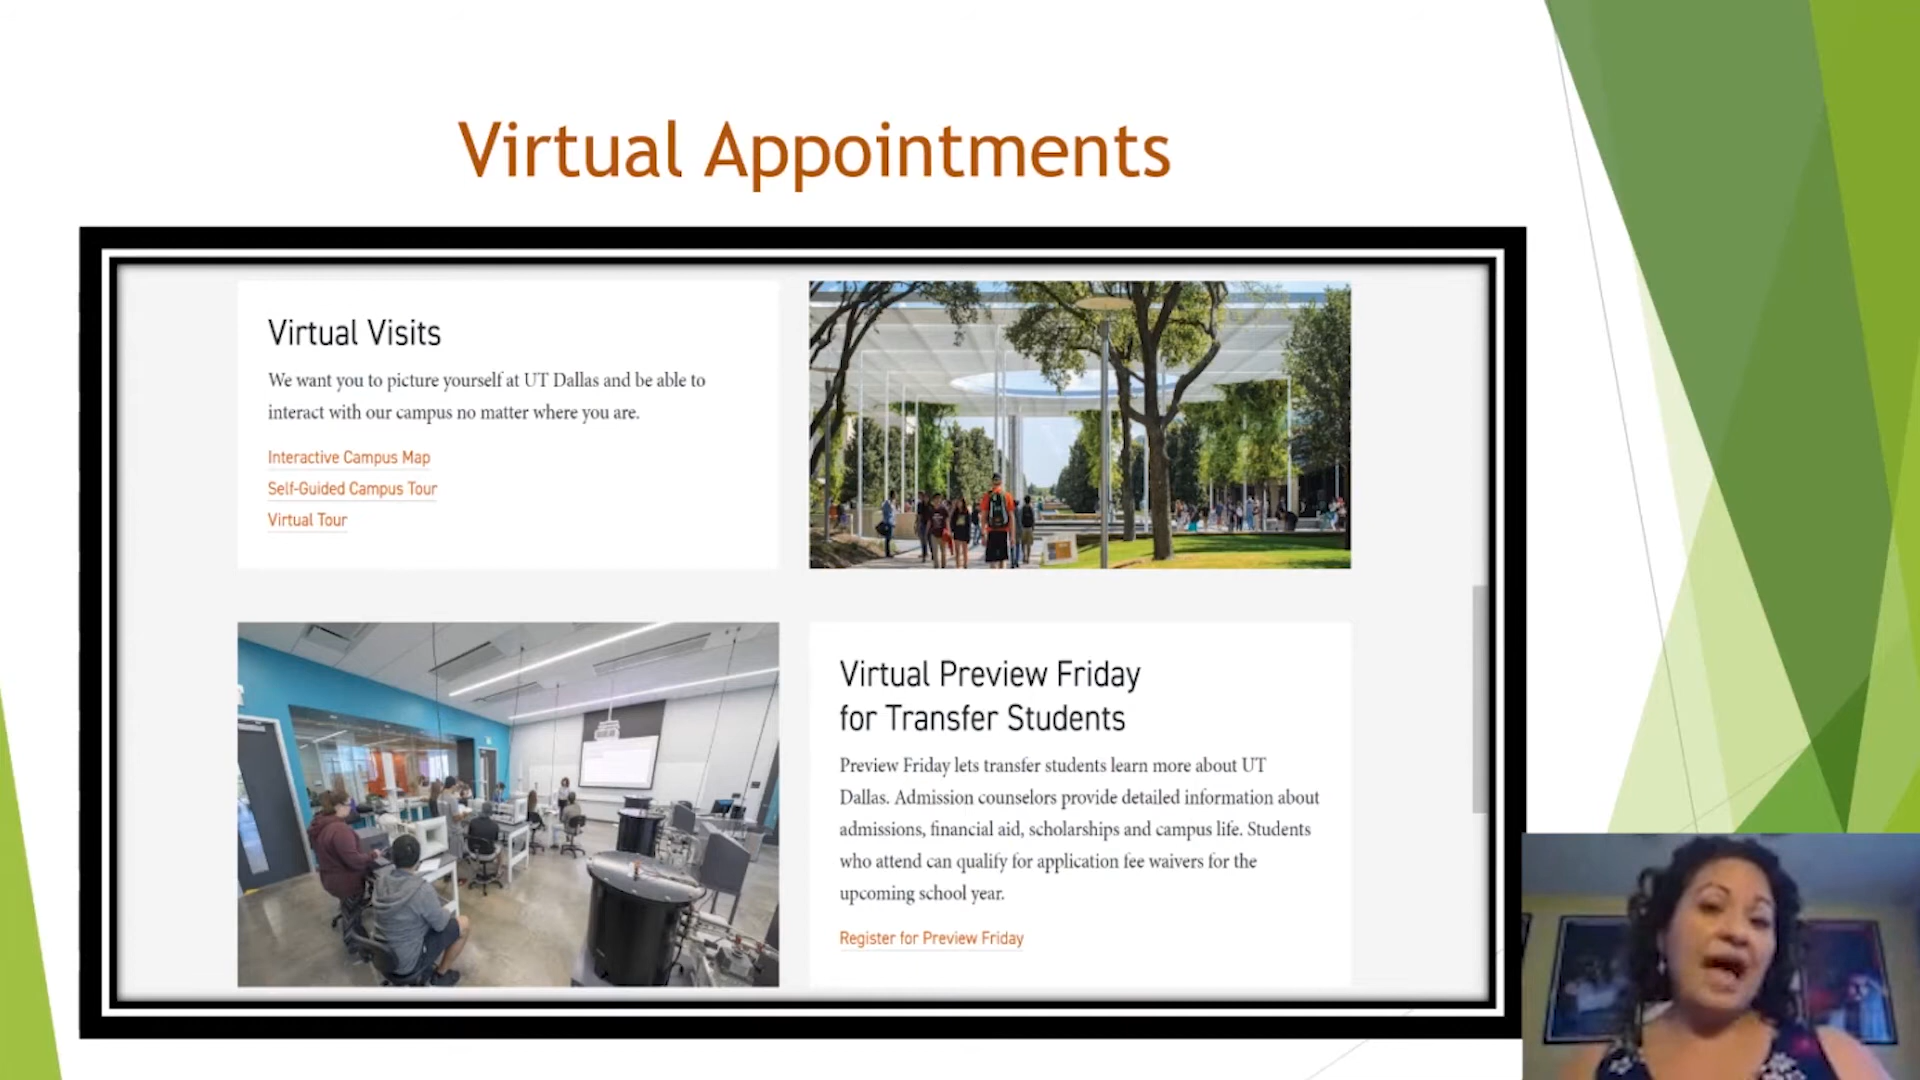 Virtual Appointments
Virtual Visits
We want you to picture yourself at UT Dallas and be able to
interact with our campus no matter where you are.
Interactive Campus Map
Self-Guided Campus Tour
Virtual Tour
Virtual Preview Friday
for Transfer Students
Preview Friday lets transfer students learn more about UT
Dallas. Admission counselors provide detailed information about
admissions, financial aid, scholarships and campus life. Students
who attend can qualify for application fee waivers for the
upcoming school year.
Register for Preview Friday